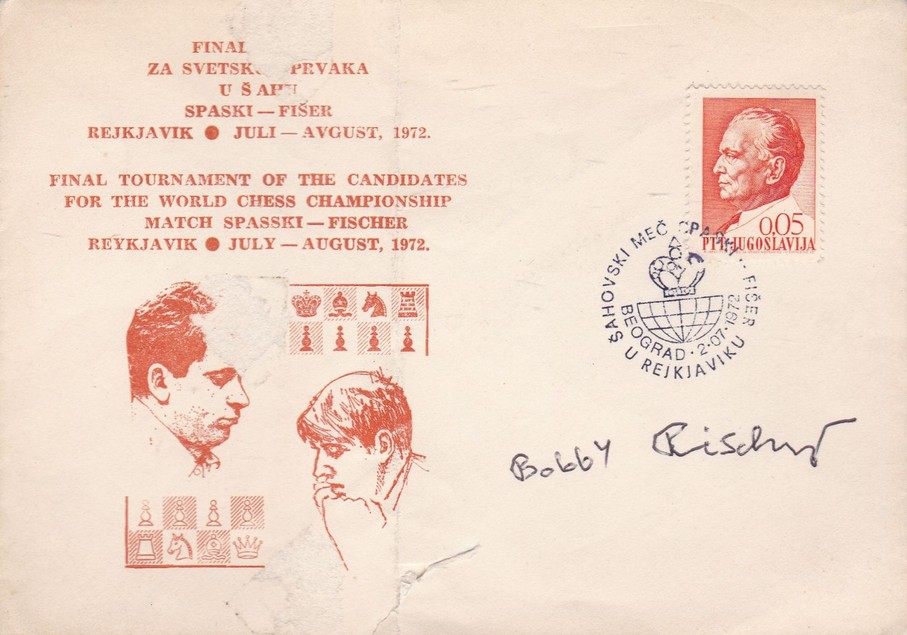 FINAL
ZA SVETSK PRVAKA
U ŠAHU
SPASKI — FIŠER
REJKJAVIK ● JULI — AVGUST, 1972.
FINAL TOURNAMENT OF THE CANDIDATES
FOR THE WORLD CHESS CHAMPIONSHIP
MATCH SPASSKI — FISCHER
REYKJAVIK ● JULY — AUGUST, 1972.
0.05
PTT JUGOSLAVIJA
ŠAHOVSKI MEČ SPASKI - FIŠER
U REJKJAVIKU
BEOGRAD · 2-07-1972
Bobby Fischer